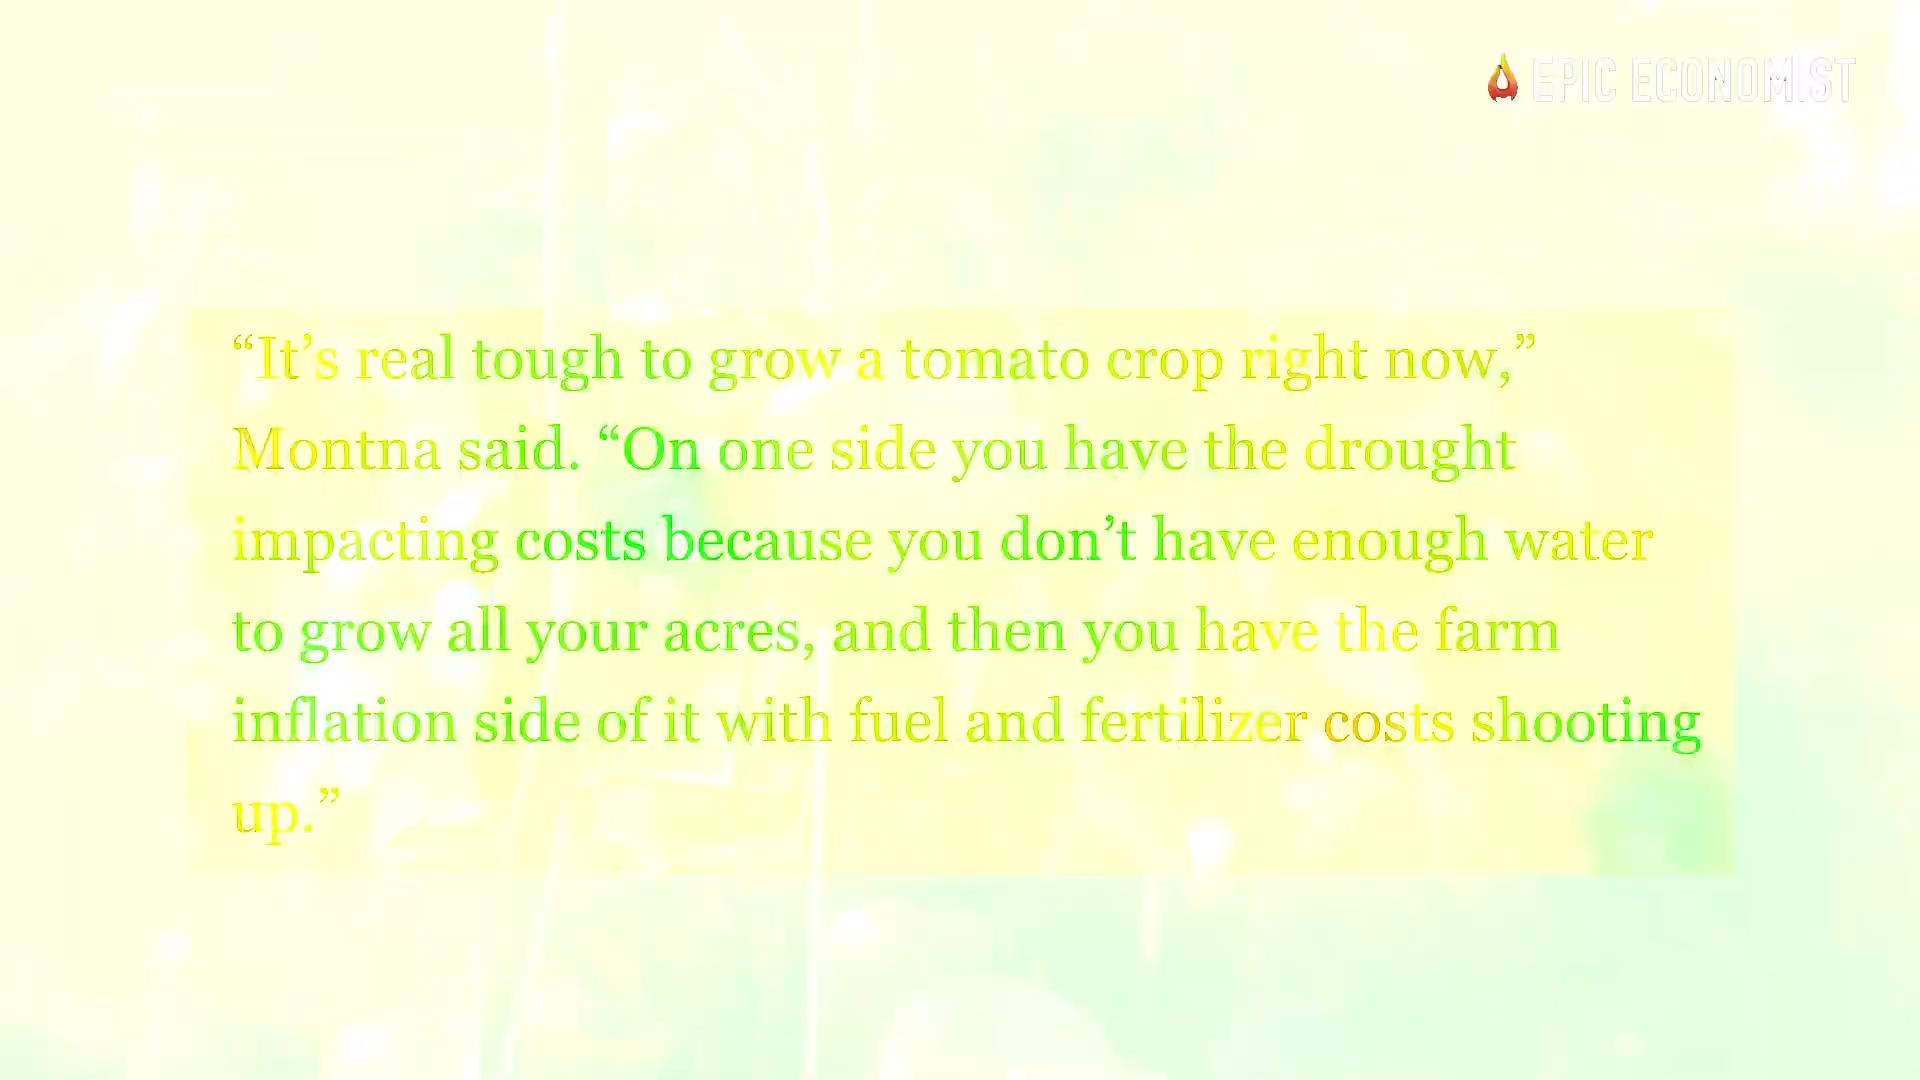 EPIC ECONOMIST
“It’s real tough to grow a tomato crop right now,”
Montna said. “On one side you have the drought
impacting costs because you don’t have enough water
to grow all your acres, and then you have the farm
inflation side of it with fuel and fertilizer costs shooting
up.”